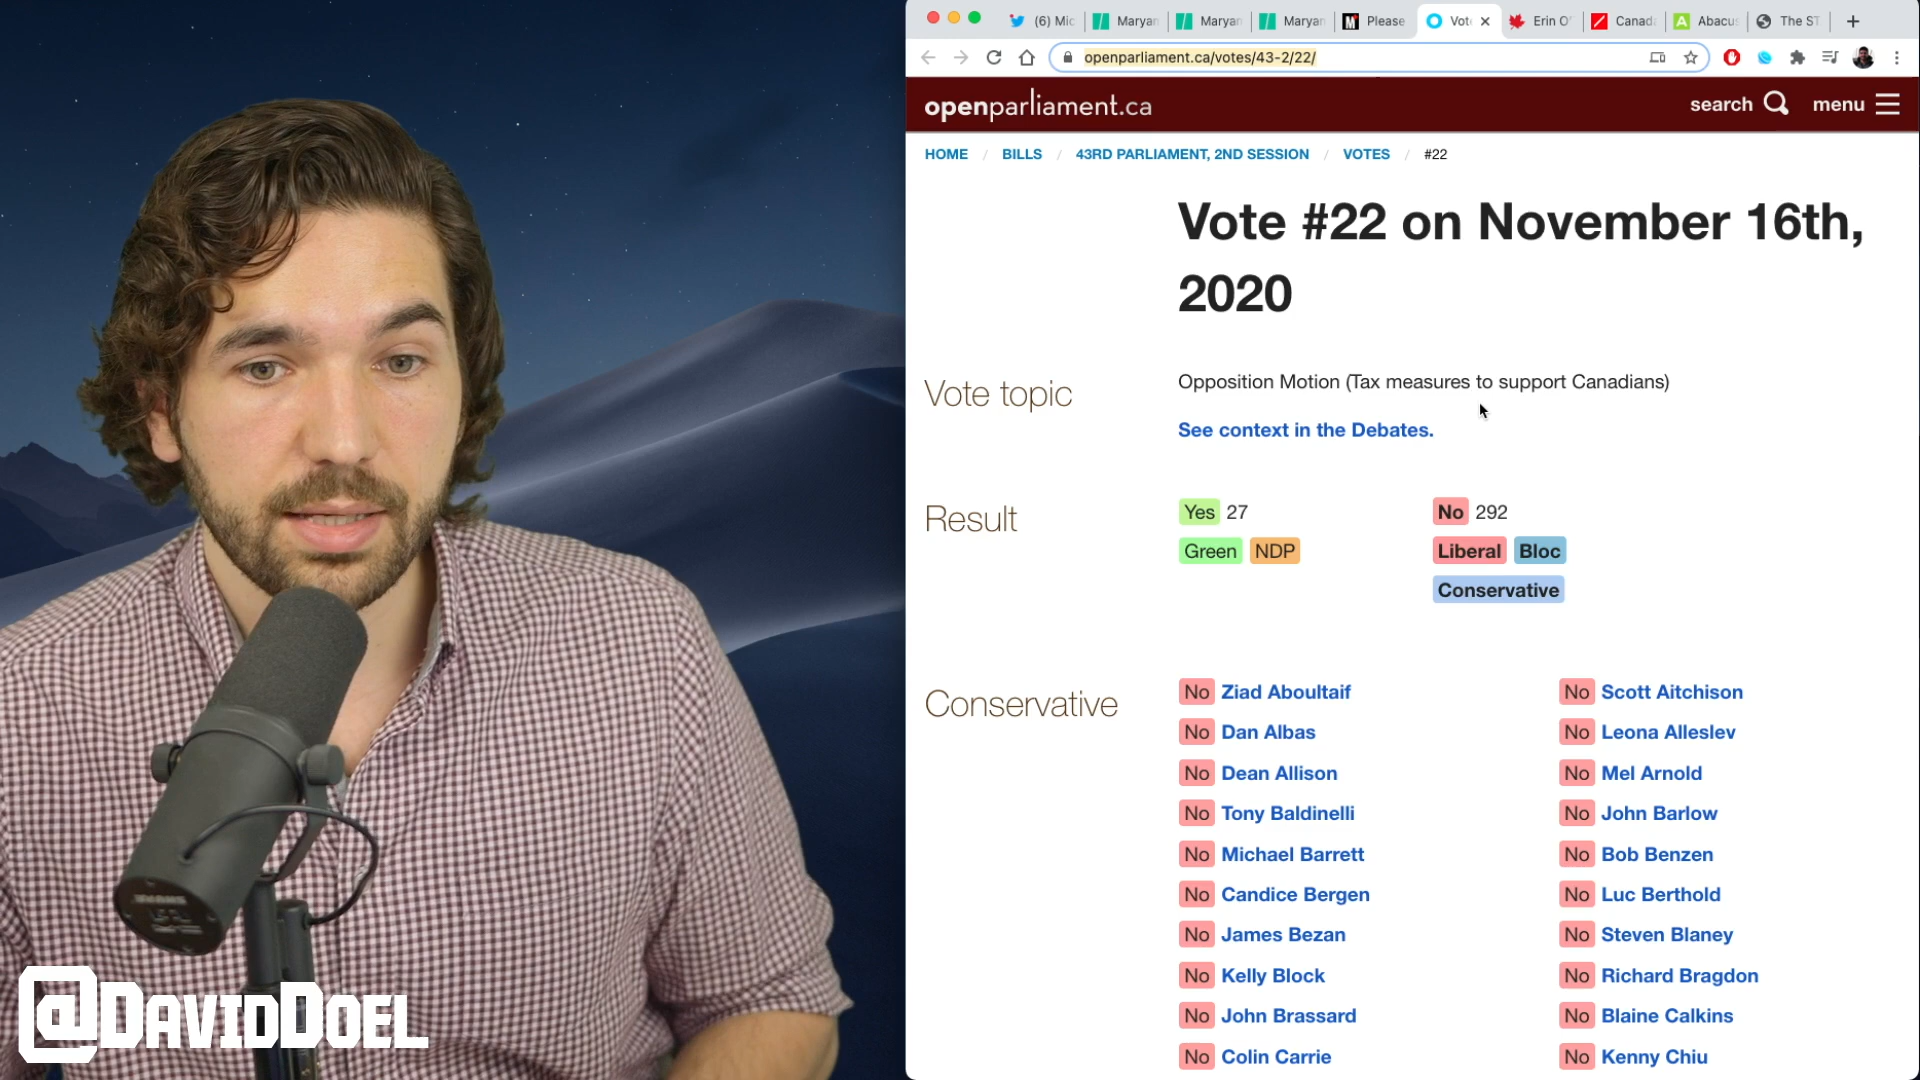 (6) Mic
Maryan
Maryan
Maryan
Please
Vote
Erin O'
Canad
Abacus
The ST
openparliament.ca/votes/43-2/22/
openparliament.ca
search
menu
HOME / BILLS / 43RD PARLIAMENT, 2ND SESSION / VOTES / #22
Vote #22 on November 16th,
2020
Vote topic
Opposition Motion (Tax measures to support Canadians)
See context in the Debates.
Result
Yes 27
No 292
Green NDP
Liberal Bloc
Conservative
Conservative
No Ziad Aboultaif
No Scott Aitchison
No Dan Albas
No Leona Alleslev
No Dean Allison
No Mel Arnold
No Tony Baldinelli
No John Barlow
No Michael Barrett
No Bob Benzen
No Candice Bergen
No Luc Berthold
No James Bezan
No Steven Blaney
No Kelly Block
No Richard Bragdon
No John Brassard
No Blaine Calkins
No Colin Carrie
No Kenny Chiu
@DAVIDDOEL